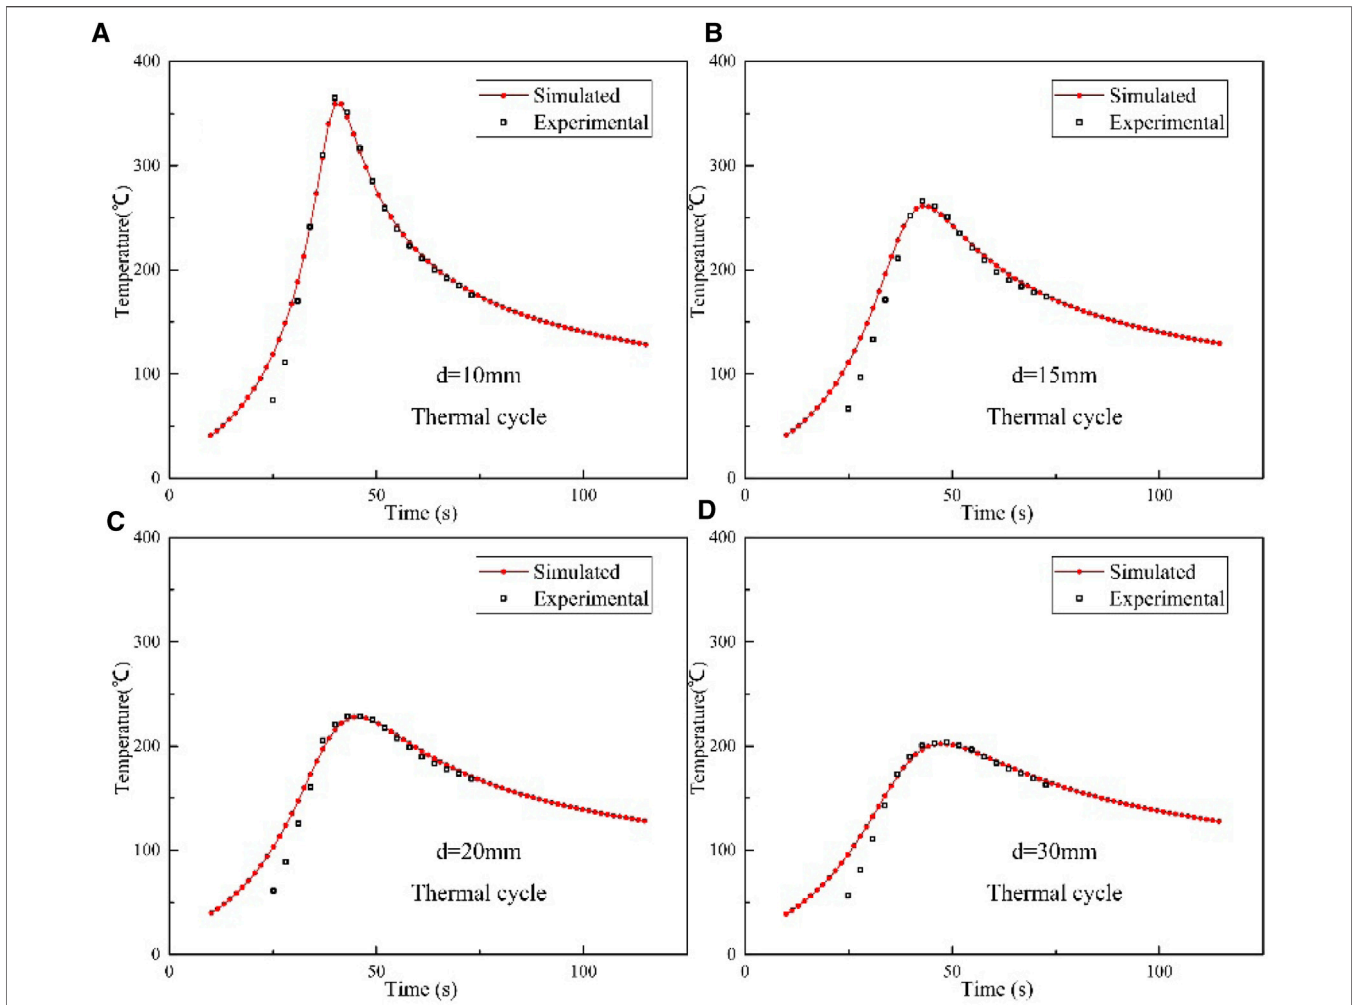 A
400
300
200
100
0
Temperature(℃)
Simulated
Experimental
d=10mm
Thermal cycle
0
50
100
Time (s)
B
400
300
200
100
0
Temperature(℃)
Simulated
Experimental
d=15mm
Thermal cycle
0
50
100
Time (s)
C
400
300
200
100
0
Temperature(℃)
Simulated
Experimental
d=20mm
Thermal cycle
0
50
100
Time (s)
D
400
300
200
100
0
Temperature(℃)
Simulated
Experimental
d=30mm
Thermal cycle
0
50
100
Time (s)